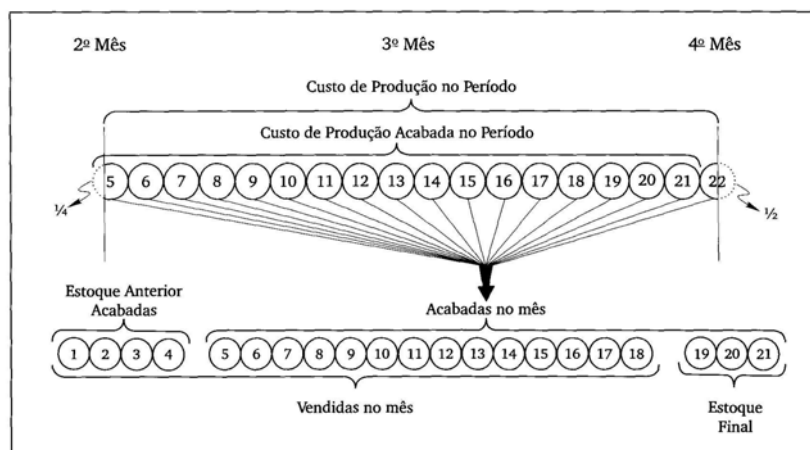 2º Mês 3º Mês 4º Mês
Custo de Produção no Período
Custo de Produção Acabada no Período
5 6 7 8 9 10 11 12 13 14 15 16 17 18 19 20 21 22
¼ ½
Estoque Anterior
Acabadas
Acabadas no mês
1 2 3 4 5 6 7 8 9 10 11 12 13 14 15 16 17 18 19 20 21
Vendidas no mês
Estoque
Final